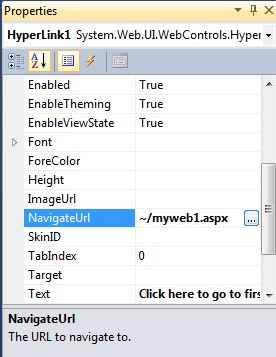 Properties
HyperLink1 System.Web.UI.WebControls.Hyper
Enabled True
EnableTheming True
EnableViewState True
Font
ForeColor
Height
ImageUrl
NavigateUrl ~/myweb1.aspx ...
SkinID
TabIndex 0
Target
Text Click here to go to firs
NavigateUrl
The URL to navigate to.